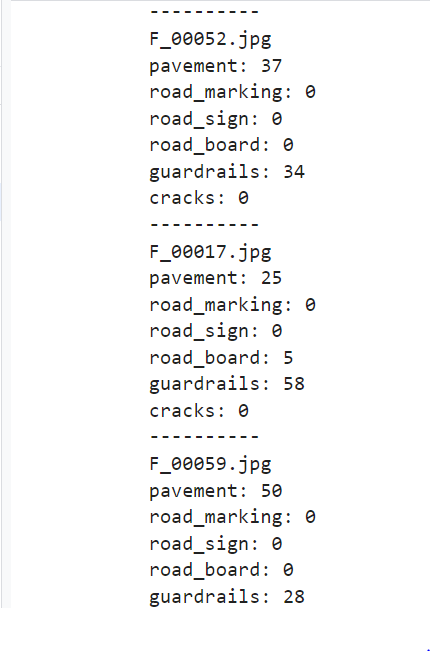 ----------
F_00052.jpg
pavement: 37
road_marking: 0
road_sign: 0
road_board: 0
guardrails: 34
cracks: 0
----------
F_00017.jpg
pavement: 25
road_marking: 0
road_sign: 0
road_board: 5
guardrails: 58
cracks: 0
----------
F_00059.jpg
pavement: 50
road_marking: 0
road_sign: 0
road_board: 0
guardrails: 28